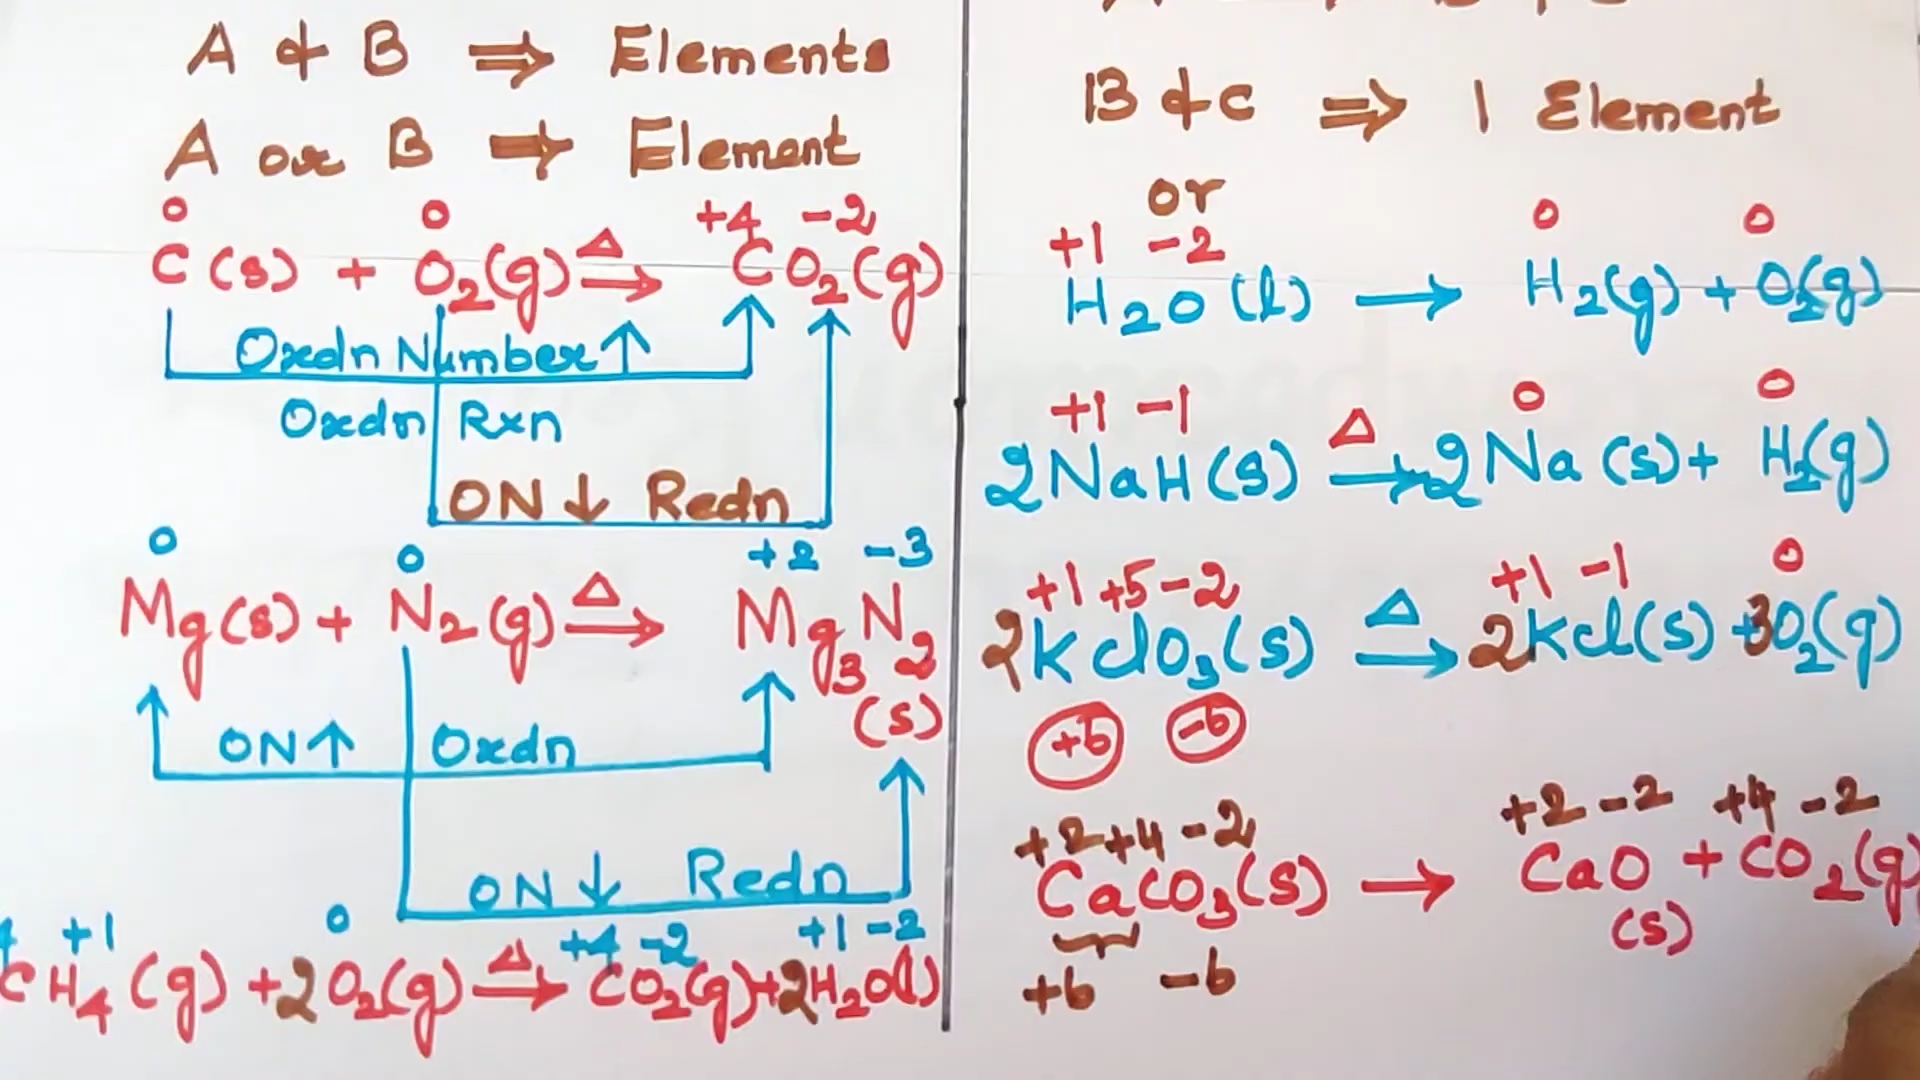 A & B ⇒ Elements
A or B ⇒ Element
0 0 +4 -2
C (s) + O2(g) Δ→ CO2(g)
Oxdn Number ↑
Oxdn Rxn
ON ↓ Redn
0 0 +2 -3
Mg(s) + N2(g) Δ→ Mg3N2
(s)
ON↑ Oxdn
ON ↓ Redn
4 +1 0 +4 -2 +1 -2
CH4 (g) + 2O2(g) Δ→ CO2(g)+2H2O(l)
B & C ⇒ 1 Element
or
+1 -2 0 0
H2O (l) → H2(g) + O2(g)
+1 -1 0 0
2NaH(s) Δ→ 2Na (s) + H2(g)
+1 +5 -2 +1 -1 0
2KClO3(s) Δ→ 2KCl(s) + 3O2(g)
+6 -6
+2 +4 -2 +2 -2 +4 -2
CaCO3(s) → CaO + CO2(g)
(s)
+6 -6